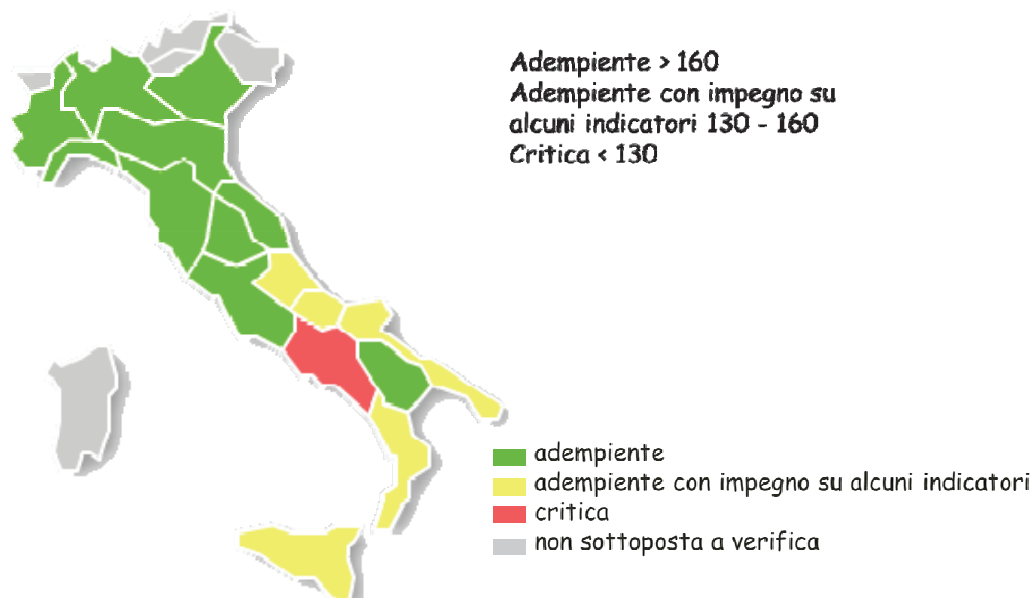 Adempiente > 160
Adempiente con impegno su
alcuni indicatori 130 - 160
Critica < 130
adempiente
adempiente con impegno su alcuni indicatori
critica
non sottoposta a verifica